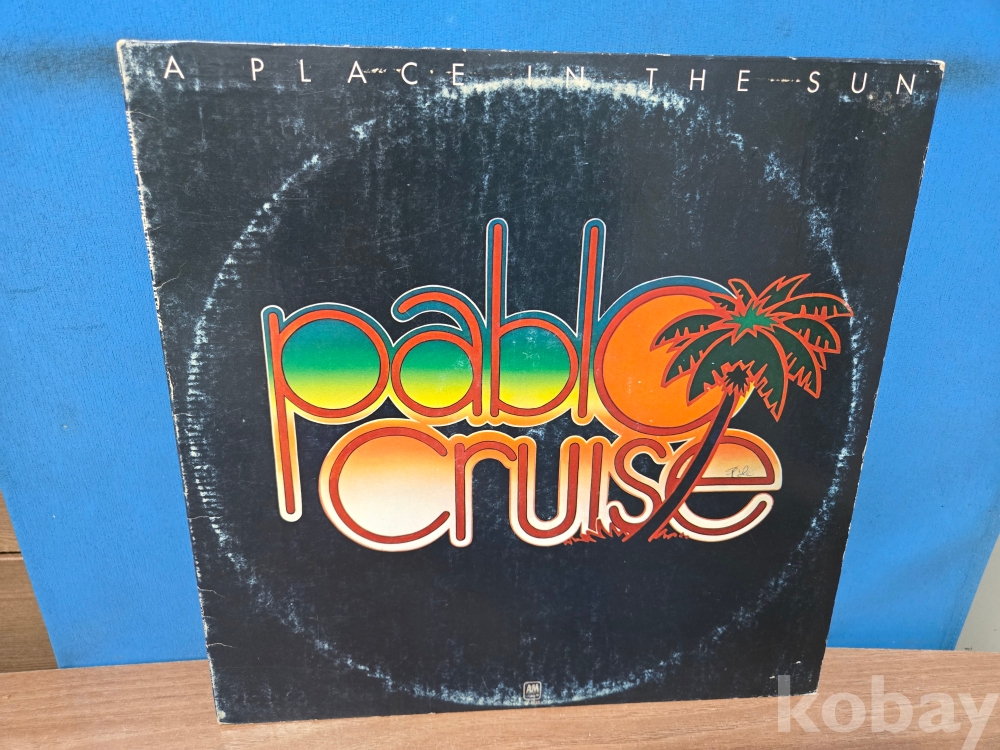 A PLACE IN THE SUN
pablo
cruise
A&M
kobay